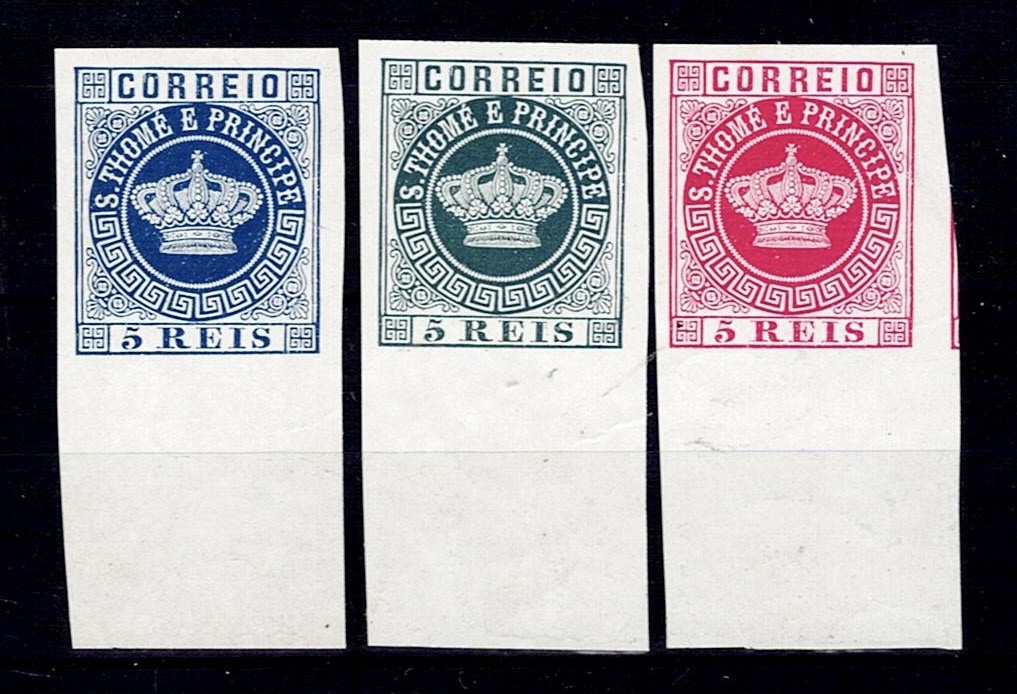 CORREIO
S. THOMÉ E PRINCIPE
5 REIS
CORREIO
S. THOMÉ E PRINCIPE
5 REIS
CORREIO
S. THOMÉ E PRINCIPE
5 REIS